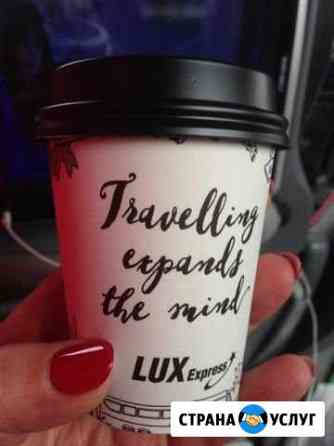 Travelling
expands
the mind
LUX Express
СТРАНА УСЛУГ